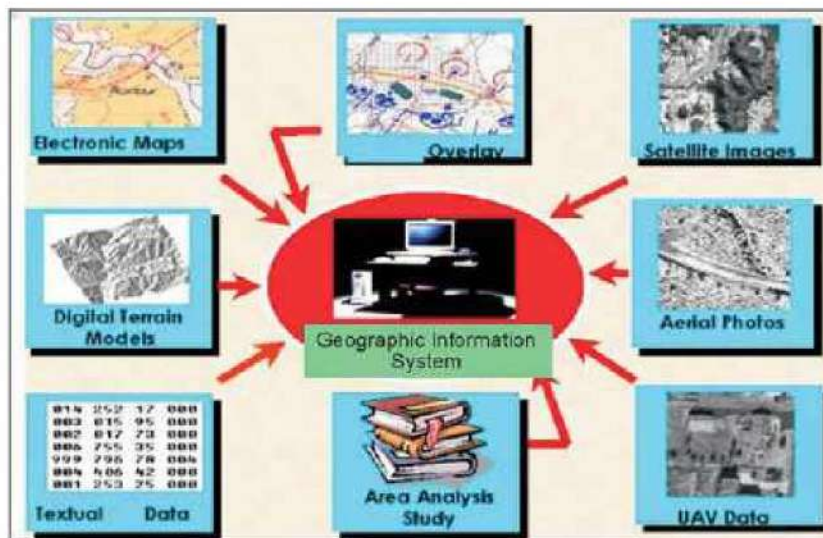 Electronic Maps
Overlay
Satellite Images
Digital Terrain
Models
Geographic Information
System
Aerial Photos
014 252 17 000
003 015 95 000
002 017 73 000
006 755 35 000
999 796 78 004
004 406 42 000
001 253 25 000
Textual Data
Area Analysis
Study
UAV Data